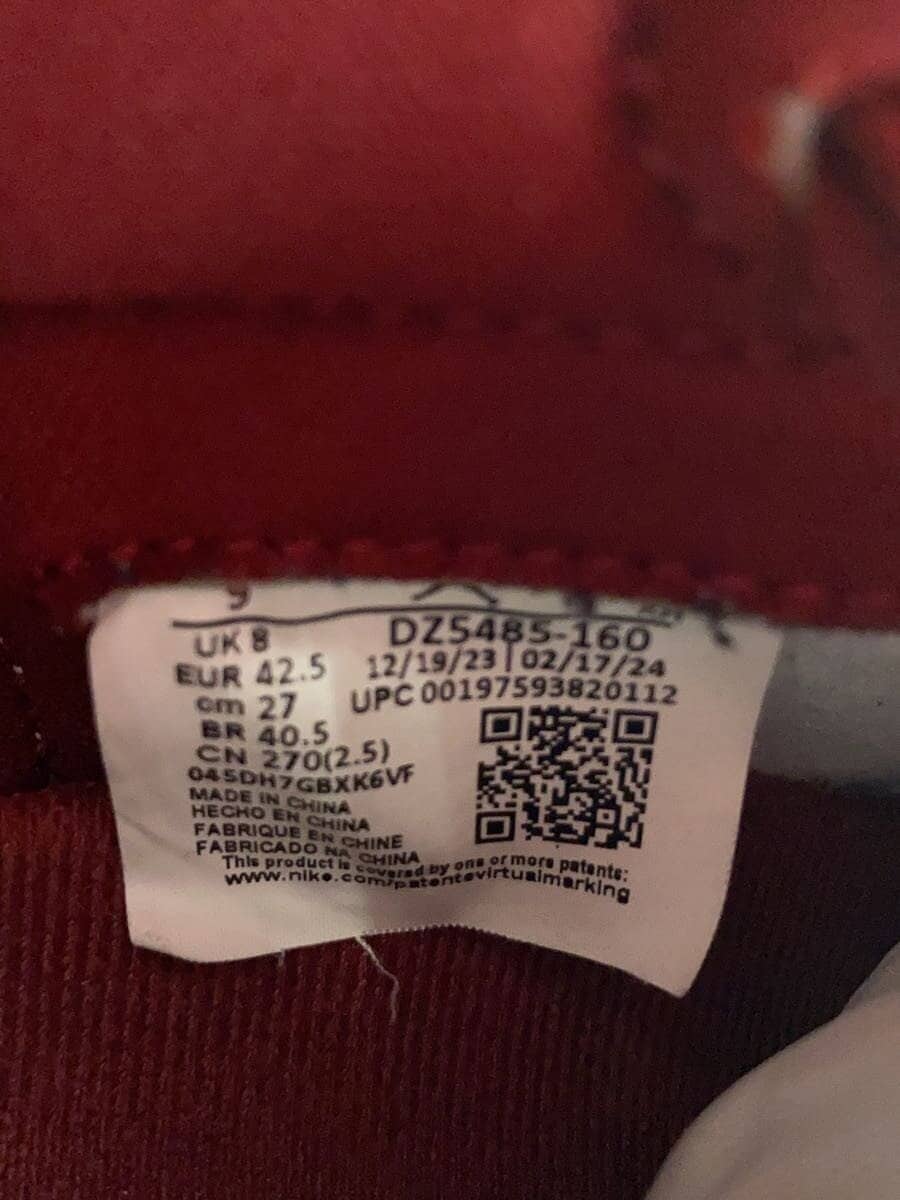 9
UK 8
EUR 42.5
cm 27
BR 40.5
CN 270(2.5)
DZ5485-160
12/19/23 | 02/17/24
UPC 00197593820112
045DH7GBXK6VF
MADE IN CHINA
HECHO EN CHINA
FABRIQUE EN CHINE
FABRICADO NA CHINA
This product is covered by one or more patents:
www.nike.com/patentsvirtualmarking